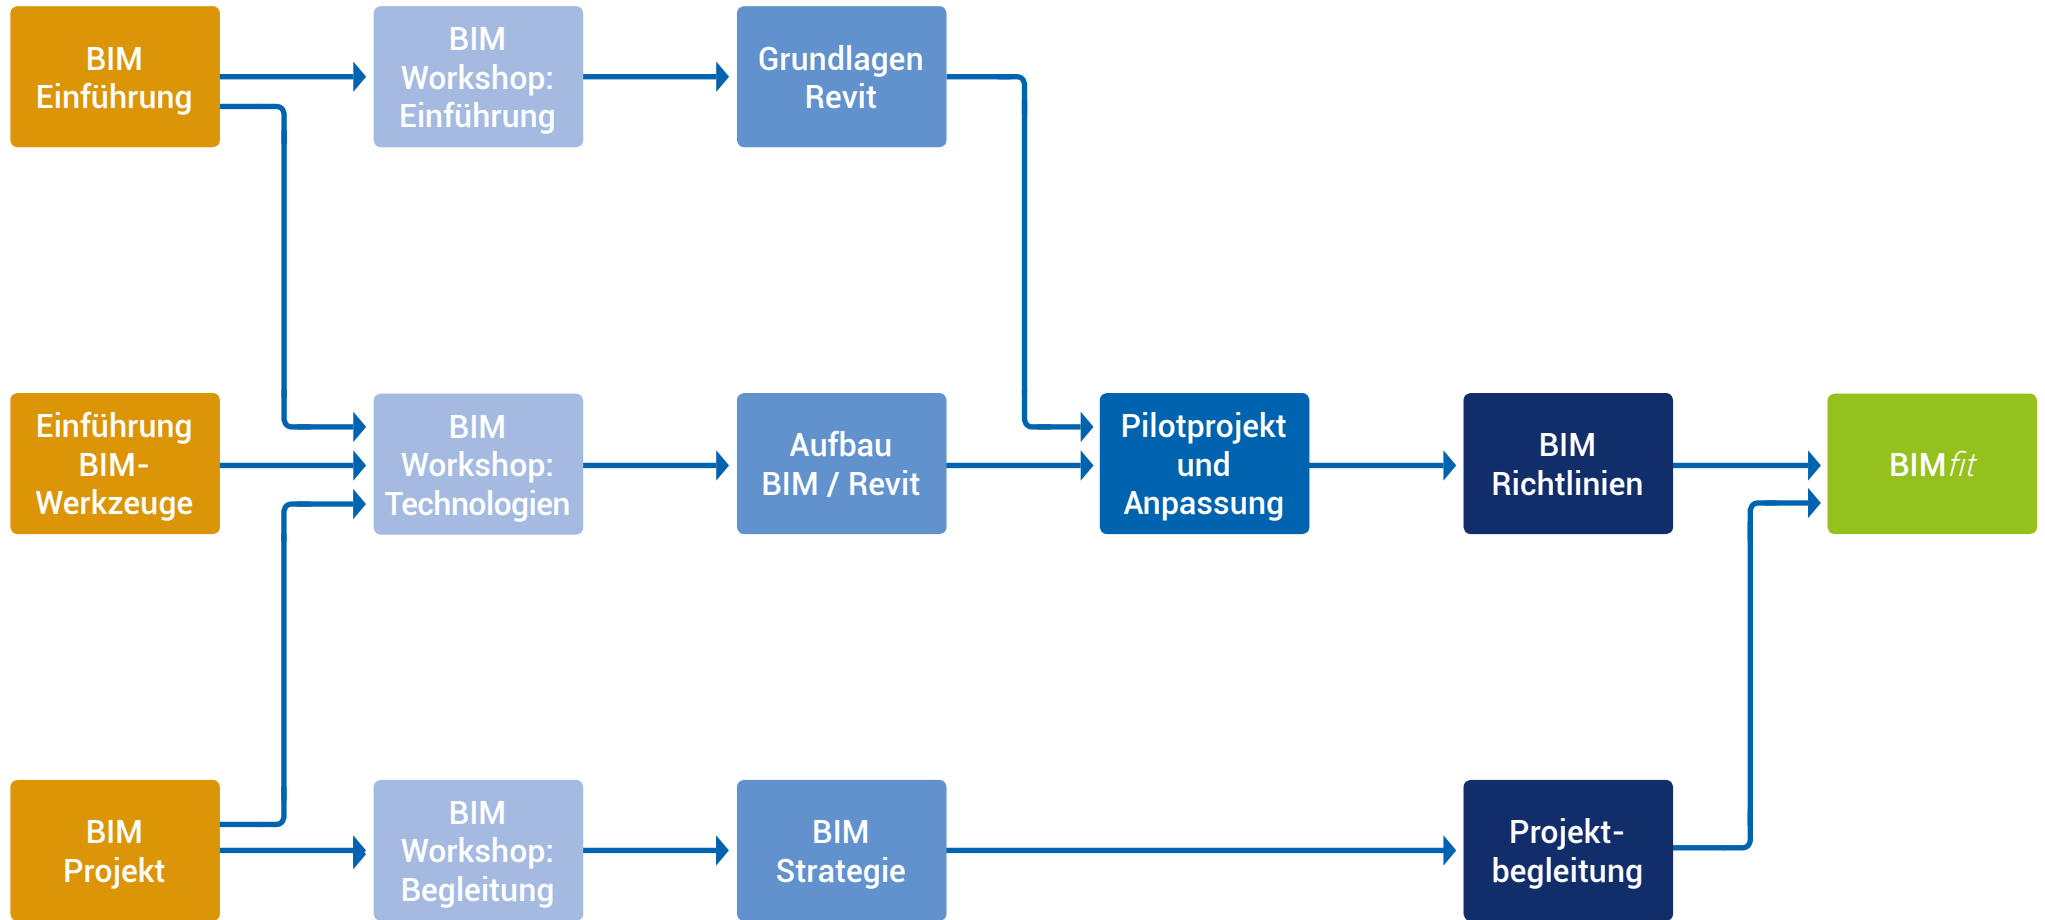 BIM
Einführung
BIM
Workshop:
Einführung
Grundlagen
Revit
Einführung
BIM-
Werkzeuge
BIM
Workshop:
Technologien
Aufbau
BIM / Revit
Pilotprojekt
und
Anpassung
BIM
Richtlinien
BIMfit
BIM
Projekt
BIM
Workshop:
Begleitung
BIM
Strategie
Projekt-
begleitung